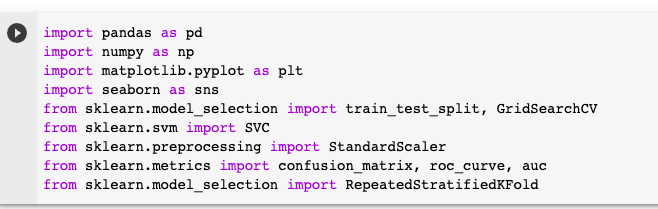 import pandas as pd
import numpy as np
import matplotlib.pyplot as plt
import seaborn as sns
from sklearn.model_selection import train_test_split, GridSearchCV
from sklearn.svm import SVC
from sklearn.preprocessing import StandardScaler
from sklearn.metrics import confusion_matrix, roc_curve, auc
from sklearn.model_selection import RepeatedStratifiedKFold